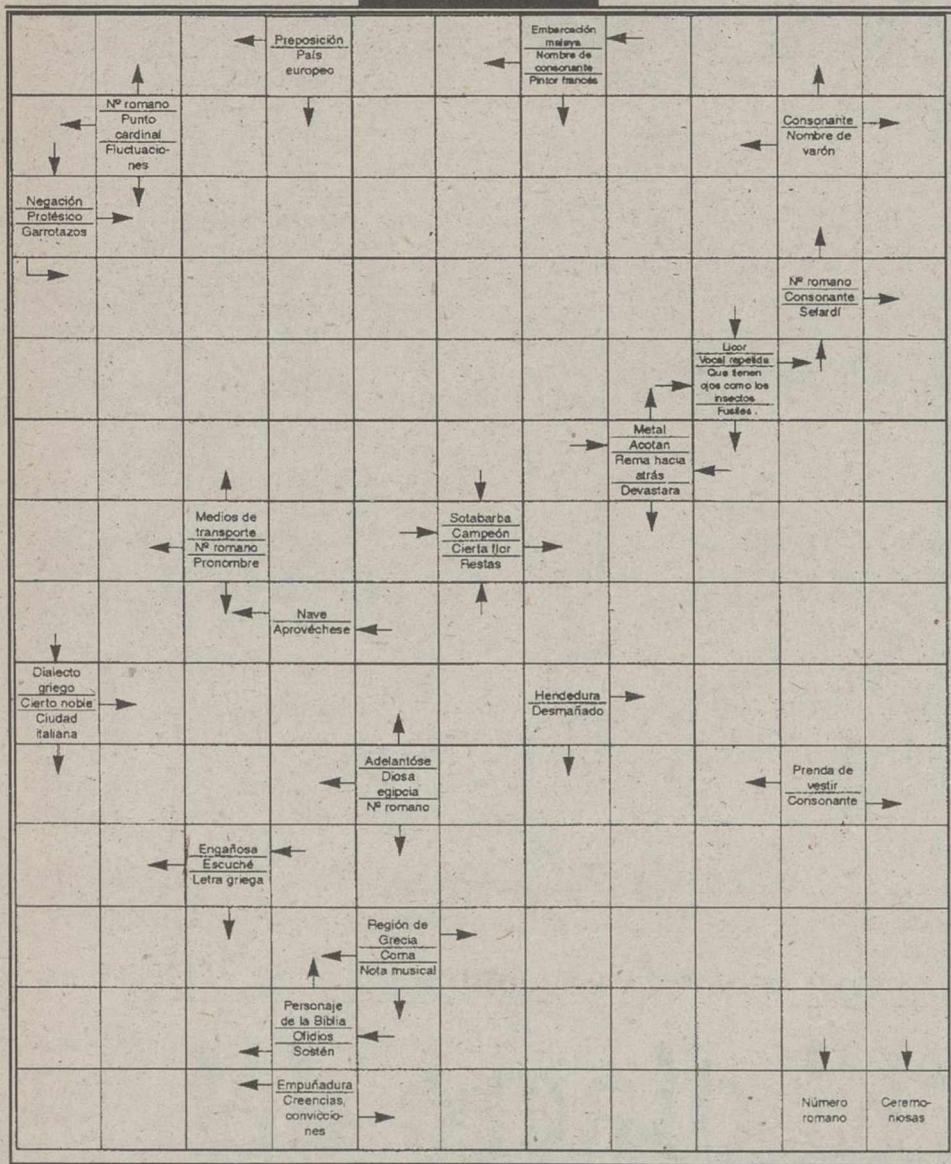 Preposición
País
europeo
Embarcación
malaya
Nombre de
consonante
Pintor francés
Nº romano
Punto
cardinal
Fluctuacio-
nes
Consonante
Nombre de
varón
Negación
Protésico
Garrotazos
Nº romano
Consonante
Sefardí
Licor
Vocal repetida
Que tienen
ojos como los
insectos
Fusiles
Metal
Acotan
Rema hacia
atrás
Devastara
Medios de
transporte
Nº romano
Pronombre
Sotabarba
Campeón
Cierta flor
Restas
Nave
Aprovéchese
Dialecto
griego
Cierto noble
Ciudad
italiana
Hendedura
Desmañado
Adelantóse
Diosa
egipcia
Nº romano
Prenda de
vestir
Consonante
Engañosa
Escuché
Letra griega
Región de
Grecia
Coma
Nota musical
Personaje
de la Biblia
Ofidios
Sostén
Empuñadura
Creencias,
conviccio-
nes
Número
romano
Ceremo-
niosas